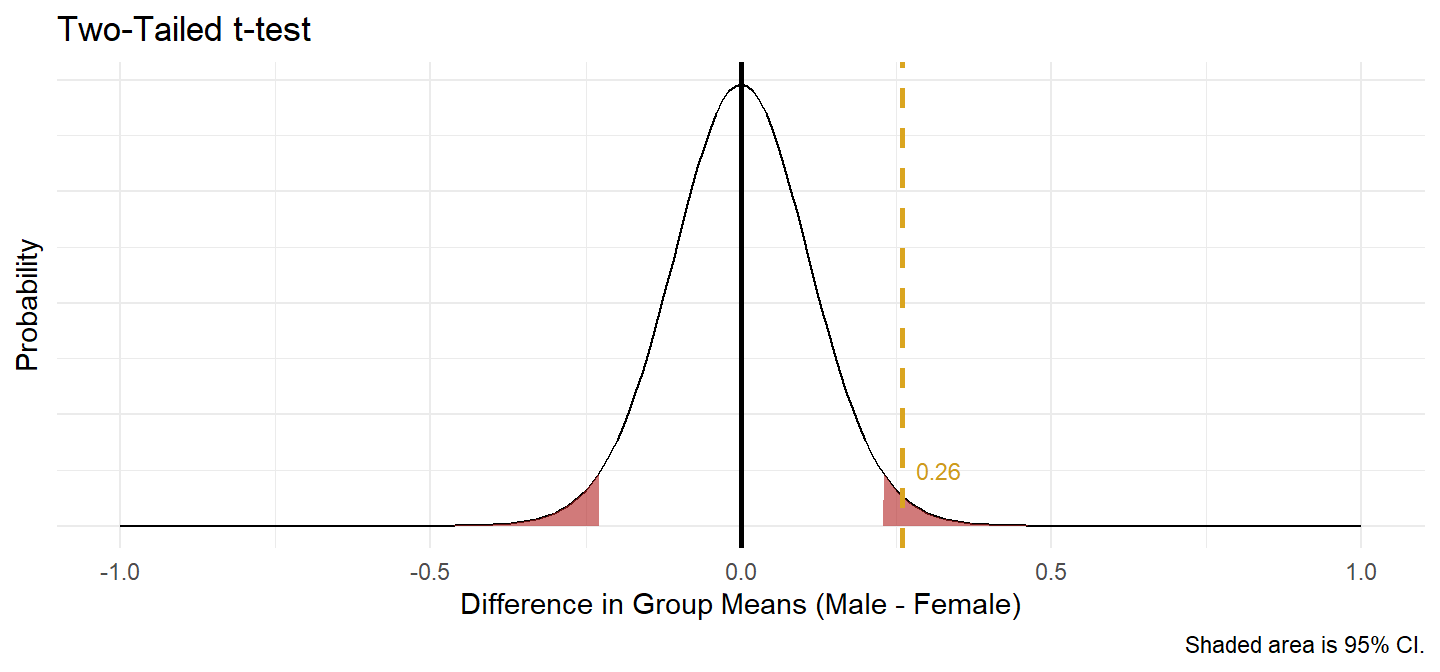 Two-Tailed t-test
Probability
0.26
-1.0
-0.5
0.0
0.5
1.0
Difference in Group Means (Male - Female)
Shaded area is 95% CI.